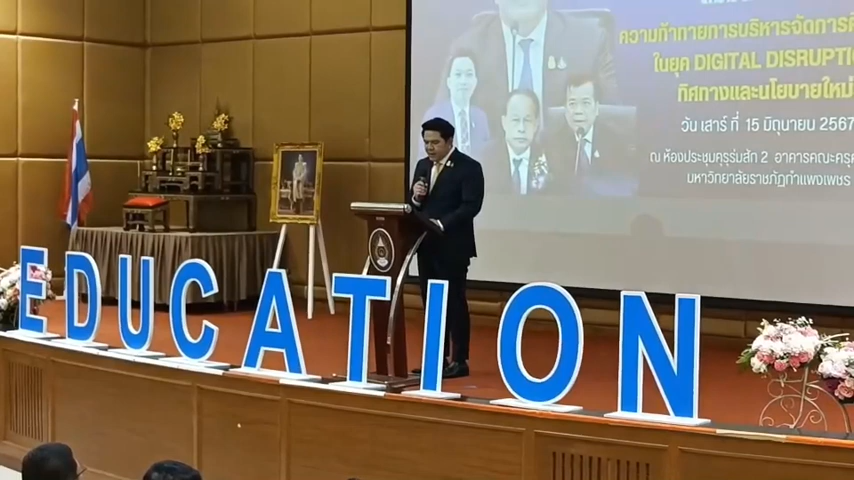 ความท้าทายการบริหารจัดการ
ในยุค DIGITAL DISRUPTI
ทิศทางและนโยบายใหม่
วัน เสาร์ ที่ 15 มิถุนายน 2567
ณ ห้องประชุมคุรุรุ่มสัก 2 อาคารคณะครุ
มหาวิทยาลัยราชภัฏกำแพงเพชร
EDUCATION